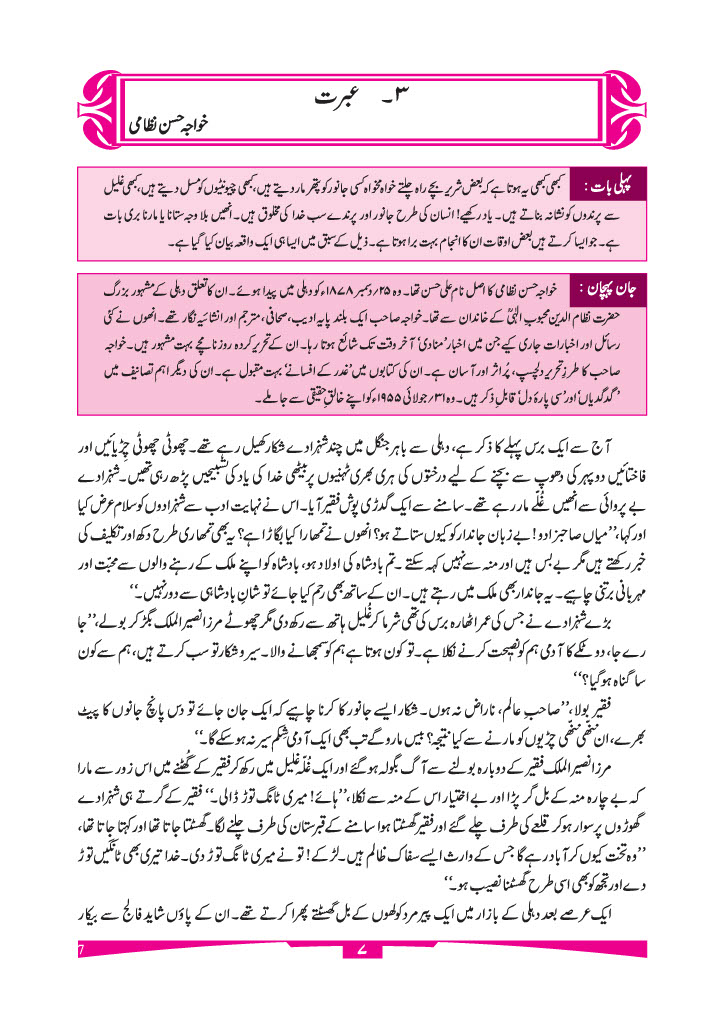 ۳۔ عبرت
خواجہ حسن نظامی
پہلی بات : کبھی کبھی یہ ہوتا ہے کہ بعض شریر بچے راہ چلتے خواہ مخواہ کسی جانور کو پتھر مار دیتے ہیں، کبھی چیونٹیوں کو مَسل دیتے ہیں، کبھی غلیل
سے پرندوں کو نشانہ بناتے ہیں۔ یاد رکھیے! انسان کی طرح جانور اور پرندے سب خدا کی مخلوق ہیں۔ انھیں بلا وجہ ستانا یا مارنا بری بات
ہے۔ جو ایسا کرتے ہیں بعض اوقات ان کا انجام بہت برا ہوتا ہے۔ ذیل کے سبق میں ایسا ہی ایک واقعہ بیان کیا گیا ہے۔
جان پہچان : خواجہ حسن نظامی کا اصل نام علی حسن تھا۔ وہ ۲۵؍دسمبر ۱۸۷۸ء کو دہلی میں پیدا ہوئے۔ ان کا تعلق دہلی کے مشہور بزرگ
حضرت نظام الدین محبوب الٰہیؒ کے خاندان سے تھا۔ خواجہ صاحب ایک بلند پایہ ادیب، صحافی، مترجم اور انشائیہ نگار تھے۔ انھوں نے کئی
رسائل اور اخبارات جاری کیے جن میں اخبار 'منادی' آخر وقت تک شائع ہوتا رہا۔ ان کے تحریر کردہ روزنامچے بہت مشہور ہیں۔ خواجہ
صاحب کا طرزِ تحریر دلچسپ، پُر اثر اور آسان ہے۔ ان کی کتابوں میں 'غدر کے افسانے' بہت مقبول ہے۔ ان کی دیگر اہم تصانیف میں
'گدگدیاں' اور 'سی پارۂ دل' قابلِ ذکر ہیں۔ وہ ۳۱؍جولائی ۱۹۵۵ء کو اپنے خالقِ حقیقی سے جا ملے۔
آج سے ایک برس پہلے کا ذکر ہے، دہلی سے باہر جنگل میں چند شہزادے شکار کھیل رہے تھے۔ چھوٹی چھوٹی چِڑیائیں اور
فاختائیں دوپہر کی دھوپ سے بچنے کے لیے درختوں کی ہری بھری ٹہنیوں پر بیٹھی خدا کی یاد کی تسبیحیں پڑھ رہی تھیں۔ شہزادے
بے پروائی سے انھیں غُلّے مار رہے تھے۔ سامنے سے ایک گدڑی پوش فقیر آیا۔ اس نے نہایت ادب سے شہزادوں کو سلام عرض کیا
اور کہا، ''میاں صاحبزادو! بے زبان جاندار کو کیوں ستاتے ہو؟ انھوں نے تمھارا کیا بگاڑا ہے؟ یہ بھی تمھاری طرح دکھ اور تکلیف کی
خبر رکھتے ہیں مگر بے بس ہیں اور منہ سے نہیں کہہ سکتے۔ تم بادشاہ کی اولاد ہو، بادشاہ کو اپنے ملک کے رہنے والوں سے محبّت اور
مہربانی برتنی چاہیے۔ یہ جاندار بھی ملک میں رہتے ہیں۔ ان کے ساتھ بھی رحم کیا جائے تو شانِ بادشاہی سے دور نہیں۔''
بڑے شہزادے نے جس کی عمر اٹھارہ برس کی تھی شرما کر غُلیل ہاتھ سے رکھ دی مگر چھوٹے مرزا نصیر الملک بگڑ کر بولے، ''جا
رے جا، دو ٹکے کا آدمی ہم کو نصیحت کرنے نکلا ہے۔ تو کون ہوتا ہے ہم کو سمجھانے والا۔ سیر و شکار تو سب کرتے ہیں، ہم سے کون
سا گناہ ہو گیا؟''
فقیر بولا، ''صاحبِ عالم، ناراض نہ ہوں۔ شکار ایسے جانور کا کرنا چاہیے کہ ایک جان جائے تو دس پانچ جانوں کا پیٹ
بھرے، ان ننھّی ننھّی چڑیوں کو مارنے سے کیا نتیجہ؟ بیس مارو گے تب بھی ایک آدمی شکم سیر نہ ہو سکے گا۔''
مرزا نصیر الملک فقیر کے دوبارہ بولنے سے آگ بگولہ ہو گئے اور ایک غُلّہ غلیل میں رکھ کر فقیر کے گھٹنے میں اس زور سے مارا
کہ بے چارہ منہ کے بل گر پڑا اور بے اختیار اس کے منہ سے نکلا، ''ہائے! میری ٹانگ توڑ ڈالی۔'' فقیر کے گرتے ہی شہزادے
گھوڑوں پر سوار ہو کر قلعے کی طرف چلے گئے اور فقیر گھسٹتا ہوا سامنے کے قبرستان کی طرف چلنے لگا۔ گھسٹتا جاتا تھا اور کہتا جاتا تھا،
''وہ تخت کیوں کر آباد رہے گا جس کے وارث ایسے سفاک ظالم ہیں۔ لڑکے! تو نے میری ٹانگ توڑ دی۔ خدا تیری بھی ٹانگیں توڑ
دے اور تجھ کو بھی اسی طرح گھسٹنا نصیب ہو۔''
ایک عرصے بعد دہلی کے بازار میں ایک پیر مرد کولھوں کے بل گھسٹتے پھرا کرتے تھے۔ ان کے پاؤں شاید فالج سے بیکار
7 ۷